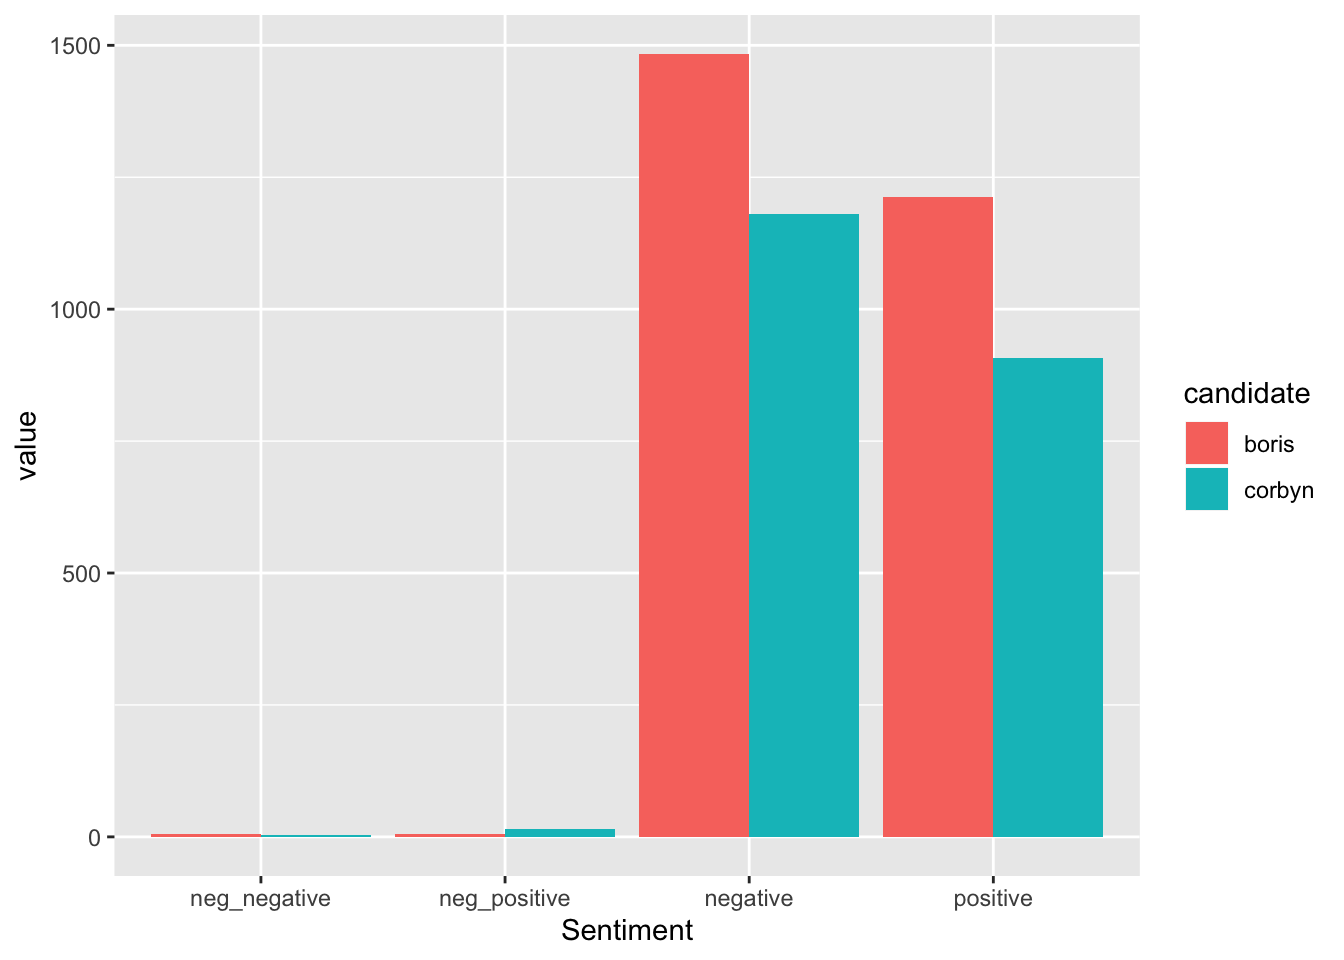 1500
1000
500
0
value
neg_negative
neg_positive
negative
positive
Sentiment
candidate
boris
corbyn